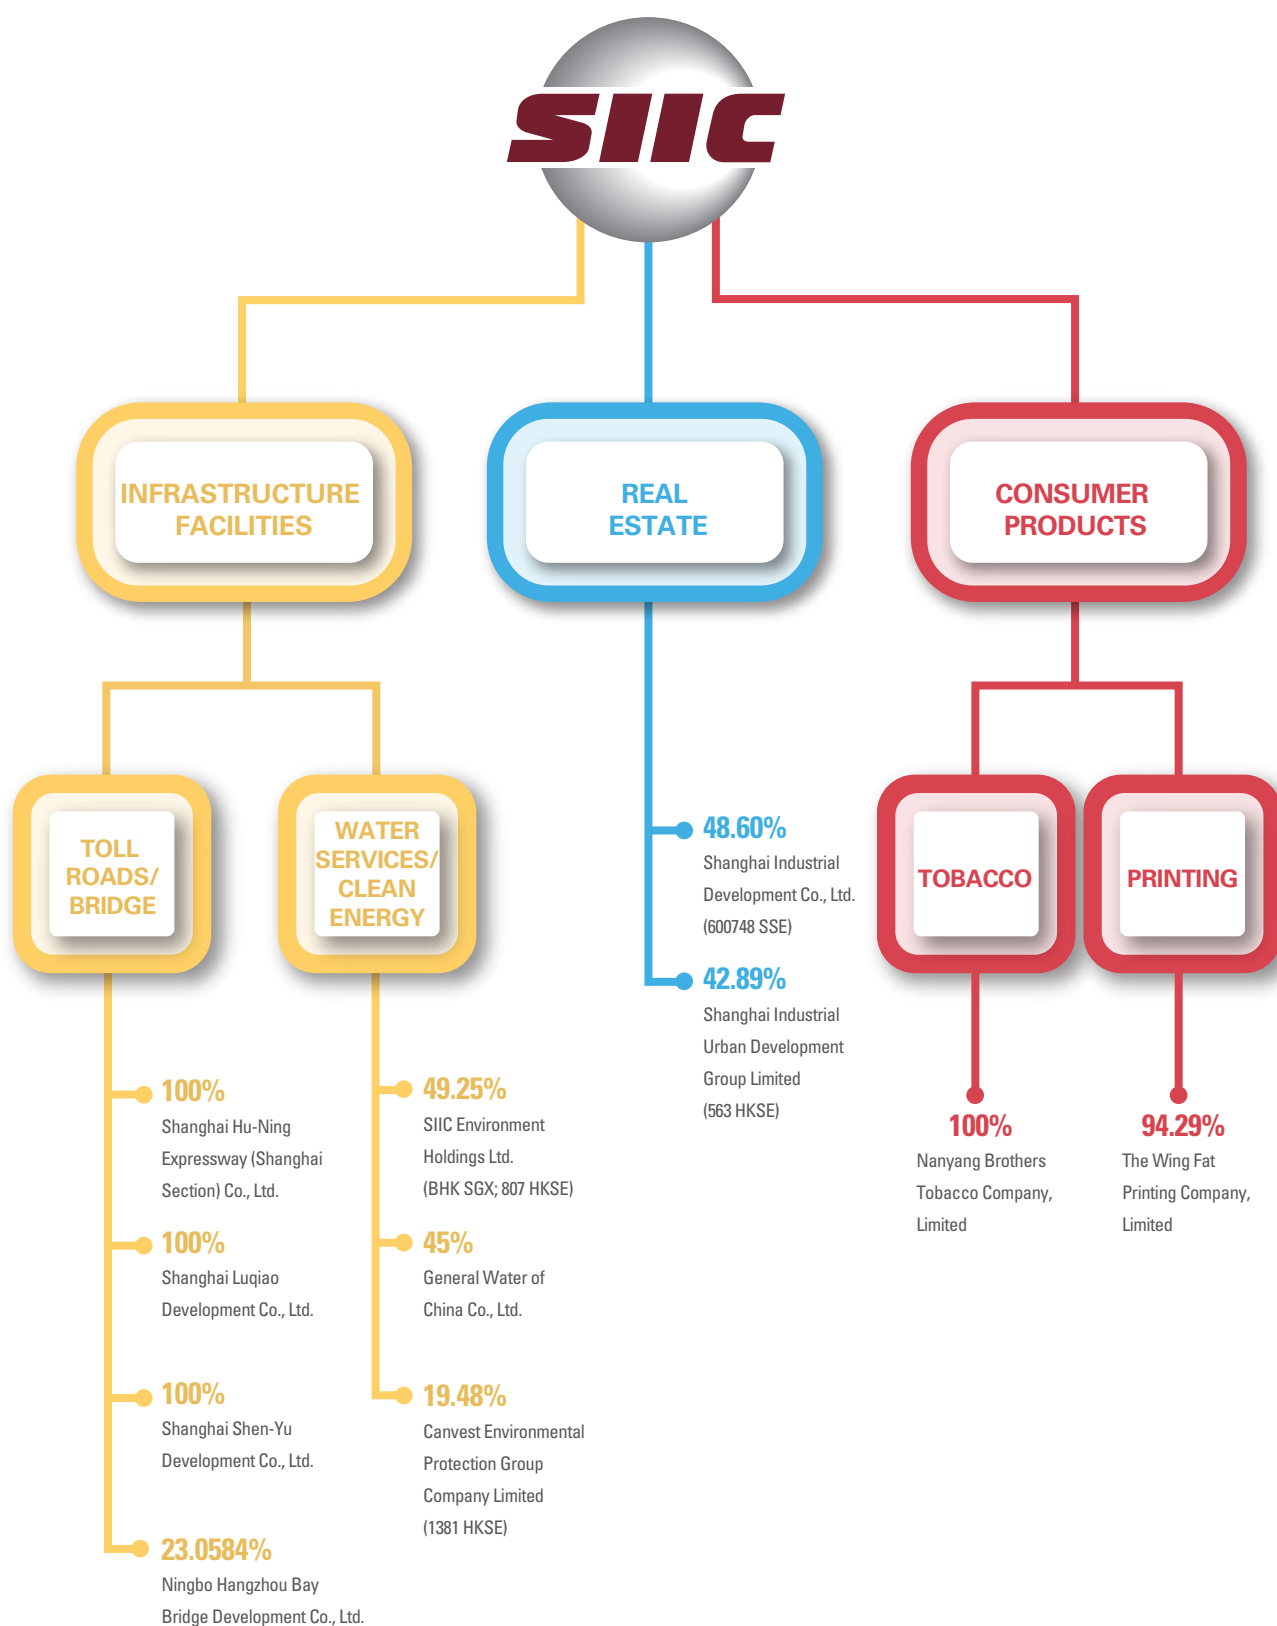 SIIC
INFRASTRUCTURE
FACILITIES
REAL
ESTATE
CONSUMER
PRODUCTS
TOLL
ROADS/
BRIDGE
WATER
SERVICES/
CLEAN
ENERGY
TOBACCO
PRINTING
100%
Shanghai Hu-Ning
Expressway (Shanghai
Section) Co., Ltd.
100%
Shanghai Luqiao
Development Co., Ltd.
100%
Shanghai Shen-Yu
Development Co., Ltd.
23.0584%
Ningbo Hangzhou Bay
Bridge Development Co., Ltd.
49.25%
SIIC Environment
Holdings Ltd.
(BHK SGX; 807 HKSE)
45%
General Water of
China Co., Ltd.
19.48%
Canvest Environmental
Protection Group
Company Limited
(1381 HKSE)
48.60%
Shanghai Industrial
Development Co., Ltd.
(600748 SSE)
42.89%
Shanghai Industrial
Urban Development
Group Limited
(563 HKSE)
100%
Nanyang Brothers
Tobacco Company,
Limited
94.29%
The Wing Fat
Printing Company,
Limited